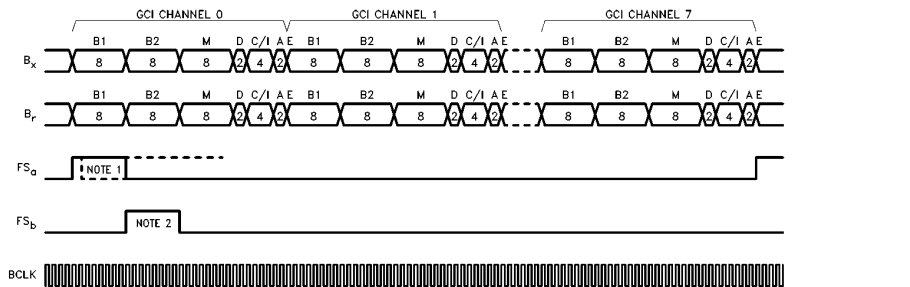 GCI CHANNEL 0 GCI CHANNEL 1 GCI CHANNEL 7
B1 B2 M D C/I A E B1 B2 M D C/I A E B1 B2 M D C/I A E
Bx 8 8 8 2 4 2 8 8 8 2 4 2 8 8 8 2 4 2
B1 B2 M D C/I A E B1 B2 M D C/I A E B1 B2 M D C/I A E
Br 8 8 8 2 4 2 8 8 8 2 4 2 8 8 8 2 4 2
FSa NOTE 1
FSb NOTE 2
BCLK